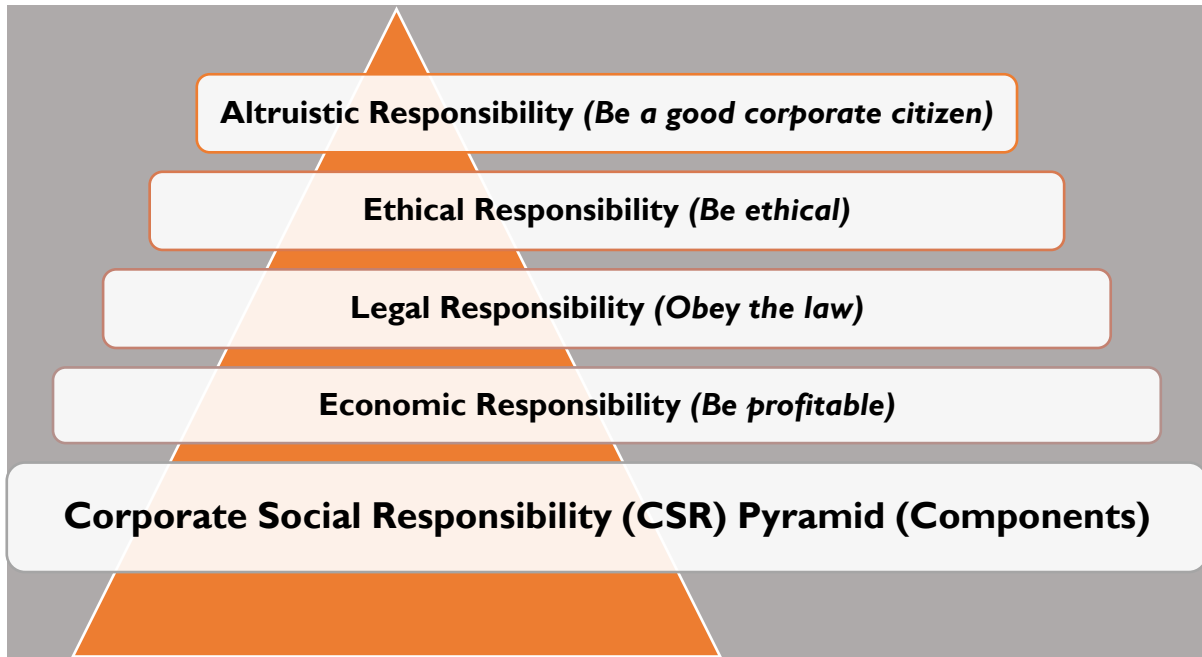 Altruistic Responsibility (Be a good corporate citizen)
Ethical Responsibility (Be ethical)
Legal Responsibility (Obey the law)
Economic Responsibility (Be profitable)
Corporate Social Responsibility (CSR) Pyramid (Components)